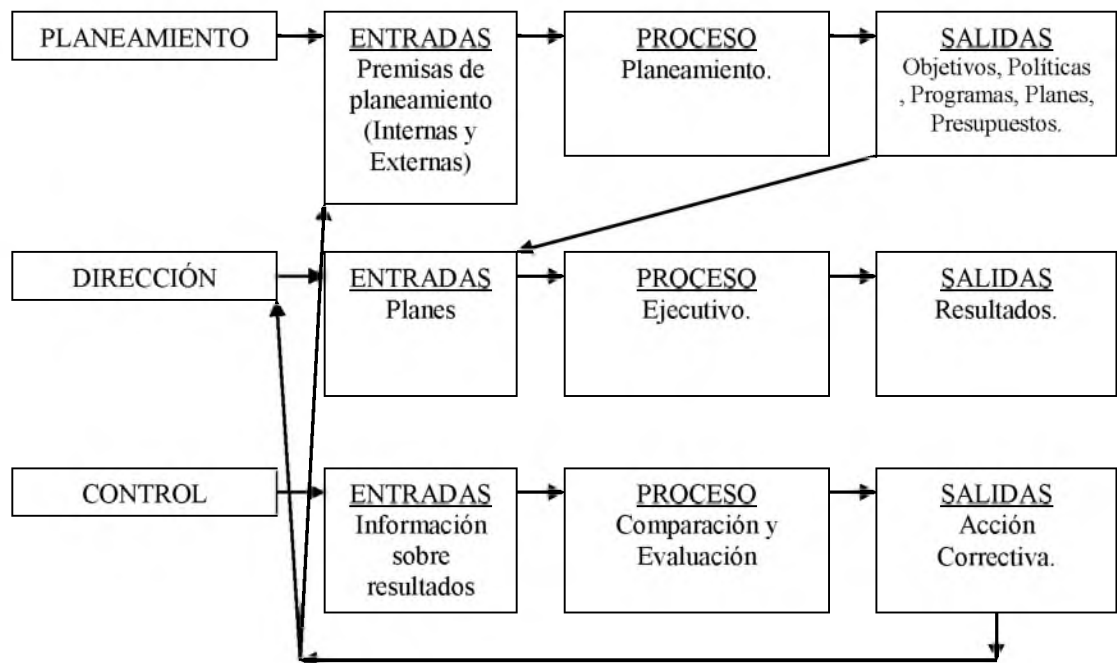 PLANEAMIENTO
ENTRADAS
Premisas de
planeamiento
(Internas y
Externas)
PROCESO
Planeamiento.
SALIDAS
Objetivos, Políticas
, Programas, Planes,
Presupuestos.
DIRECCIÓN
ENTRADAS
Planes
PROCESO
Ejecutivo.
SALIDAS
Resultados.
CONTROL
ENTRADAS
Información
sobre
resultados
PROCESO
Comparación y
Evaluación
SALIDAS
Acción
Correctiva.